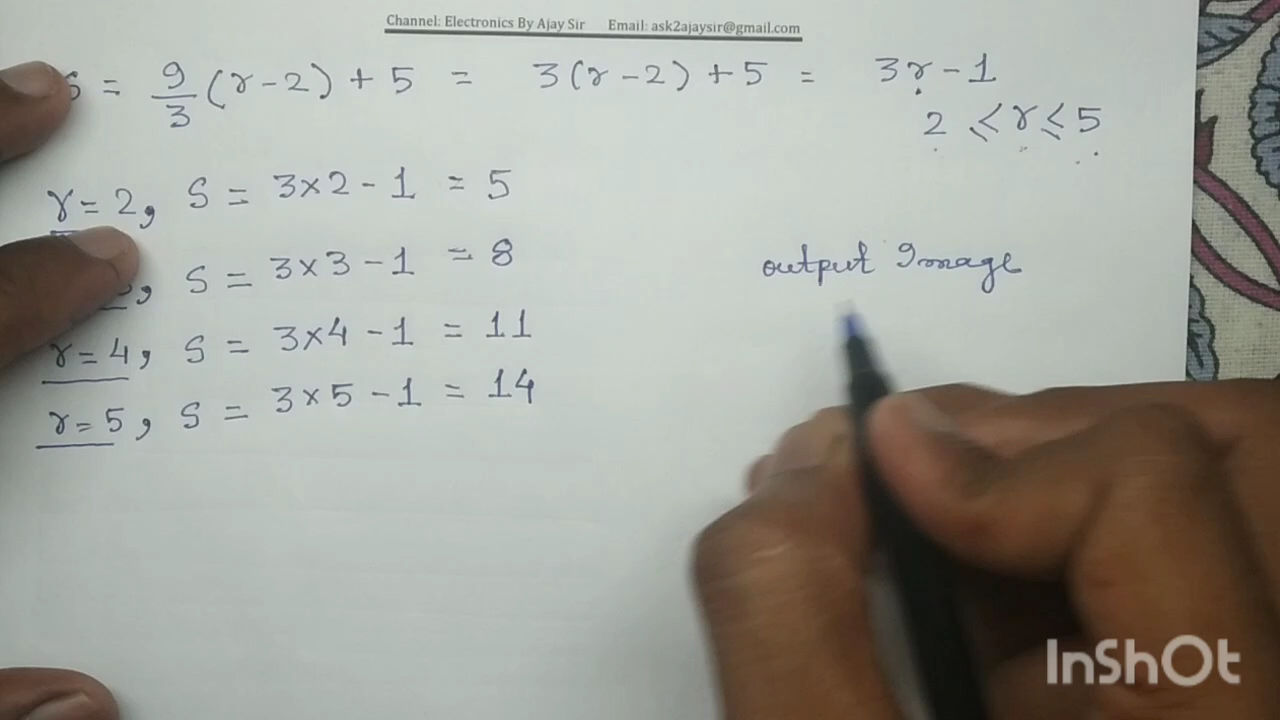 Channel: Electronics By Ajay Sir Email: ask2ajaysir@gmail.com
S = 9/3 (r - 2) + 5 = 3(r - 2) + 5 = 3r - 1
2 ≤ r ≤ 5
r = 2, S = 3×2 - 1 = 5
, S = 3×3 - 1 = 8
r = 4, S = 3×4 - 1 = 11
r = 5, S = 3×5 - 1 = 14
output Image
InShOt